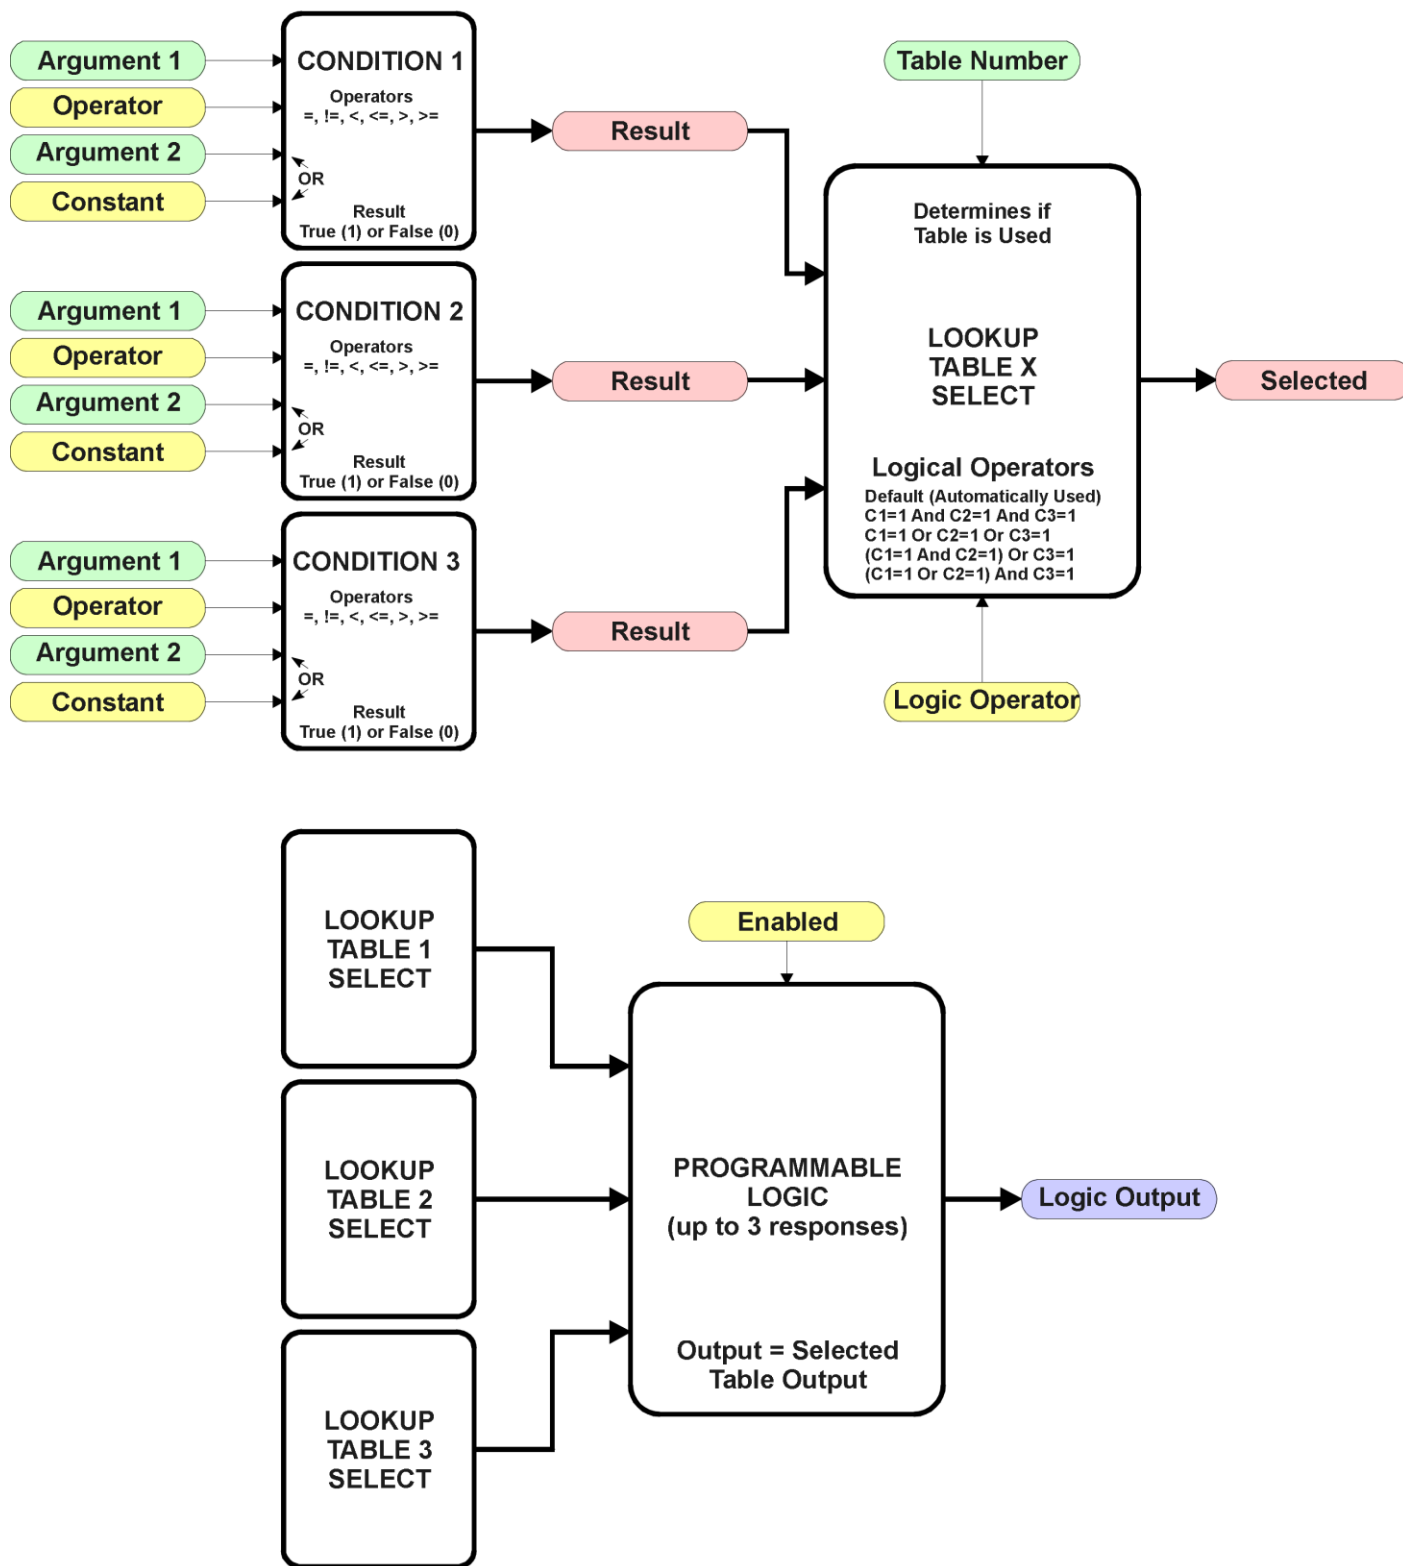 Argument 1
Operator
Argument 2
Constant
CONDITION 1
Operators
=, !=, <, <=, >, >=
OR
Result
True (1) or False (0)
Result
Argument 1
Operator
Argument 2
Constant
CONDITION 2
Operators
=, !=, <, <=, >, >=
OR
Result
True (1) or False (0)
Result
Argument 1
Operator
Argument 2
Constant
CONDITION 3
Operators
=, !=, <, <=, >, >=
OR
Result
True (1) or False (0)
Result
Table Number
Determines if
Table is Used
LOOKUP
TABLE X
SELECT
Logical Operators
Default (Automatically Used)
C1=1 And C2=1 And C3=1
C1=1 Or C2=1 Or C3=1
(C1=1 And C2=1) Or C3=1
(C1=1 Or C2=1) And C3=1
Logic Operator
Selected
LOOKUP
TABLE 1
SELECT
LOOKUP
TABLE 2
SELECT
LOOKUP
TABLE 3
SELECT
Enabled
PROGRAMMABLE
LOGIC
(up to 3 responses)
Output = Selected
Table Output
Logic Output